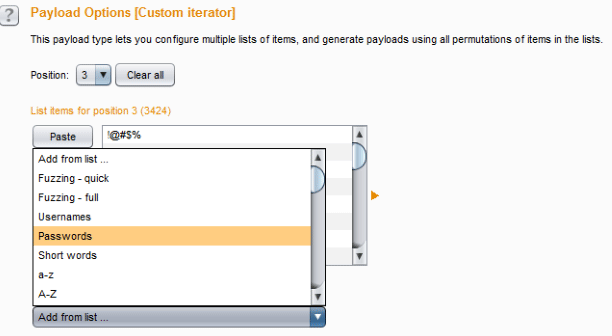 ?
Payload Options [Custom iterator]
This payload type lets you configure multiple lists of items, and generate payloads using all permutations of items in the lists.
Position: 3 Clear all
List items for position 3 (3424)
Paste !@#$%
Add from list ...
Fuzzing - quick
Fuzzing - full
Usernames
Passwords
Short words
a-z
A-Z
Add from list ...